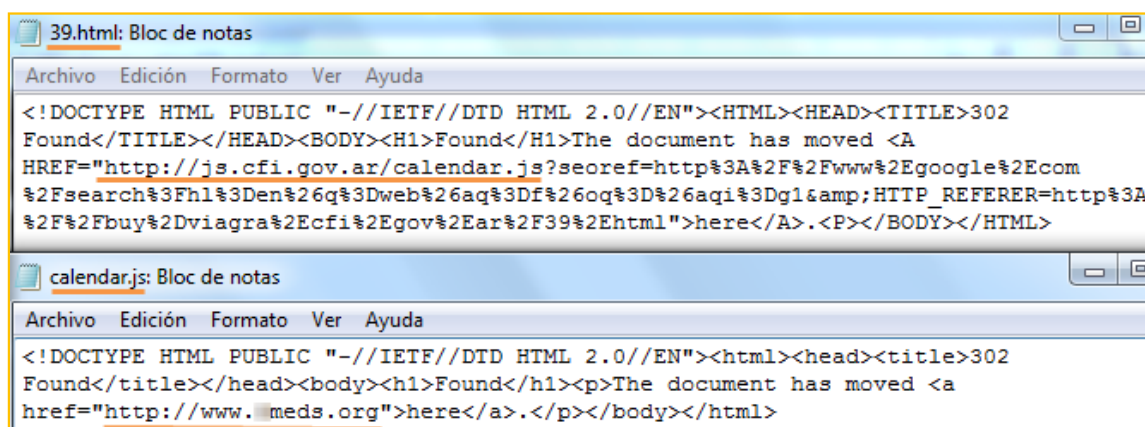 39.html: Bloc de notas
Archivo Edición Formato Ver Ayuda
<!DOCTYPE HTML PUBLIC "-//IETF//DTD HTML 2.0//EN"><HTML><HEAD><TITLE>302
Found</TITLE></HEAD><BODY><H1>Found</H1>The document has moved <A
HREF="http://js.cfi.gov.ar/calendar.js?seoref=http%3A%2F%2Fwww%2Egoogle%2Ecom
%2Fsearch%3Fhl%3Den%26q%3Dweb%26aq%3Df%26oq%3D%26aqi%3Dg1&amp;HTTP_REFERER=http%3A
%2F%2Fbuy%2Dviagra%2Ecfi%2Egov%2Ear%2F39%2Ehtml">here</A>.<P></BODY></HTML>
calendar.js: Bloc de notas
Archivo Edición Formato Ver Ayuda
<!DOCTYPE HTML PUBLIC "-//IETF//DTD HTML 2.0//EN"><html><head><title>302
Found</title></head><body><h1>Found</h1><p>The document has moved <a
href="http://www. meds.org">here</a>.</p></body></html>